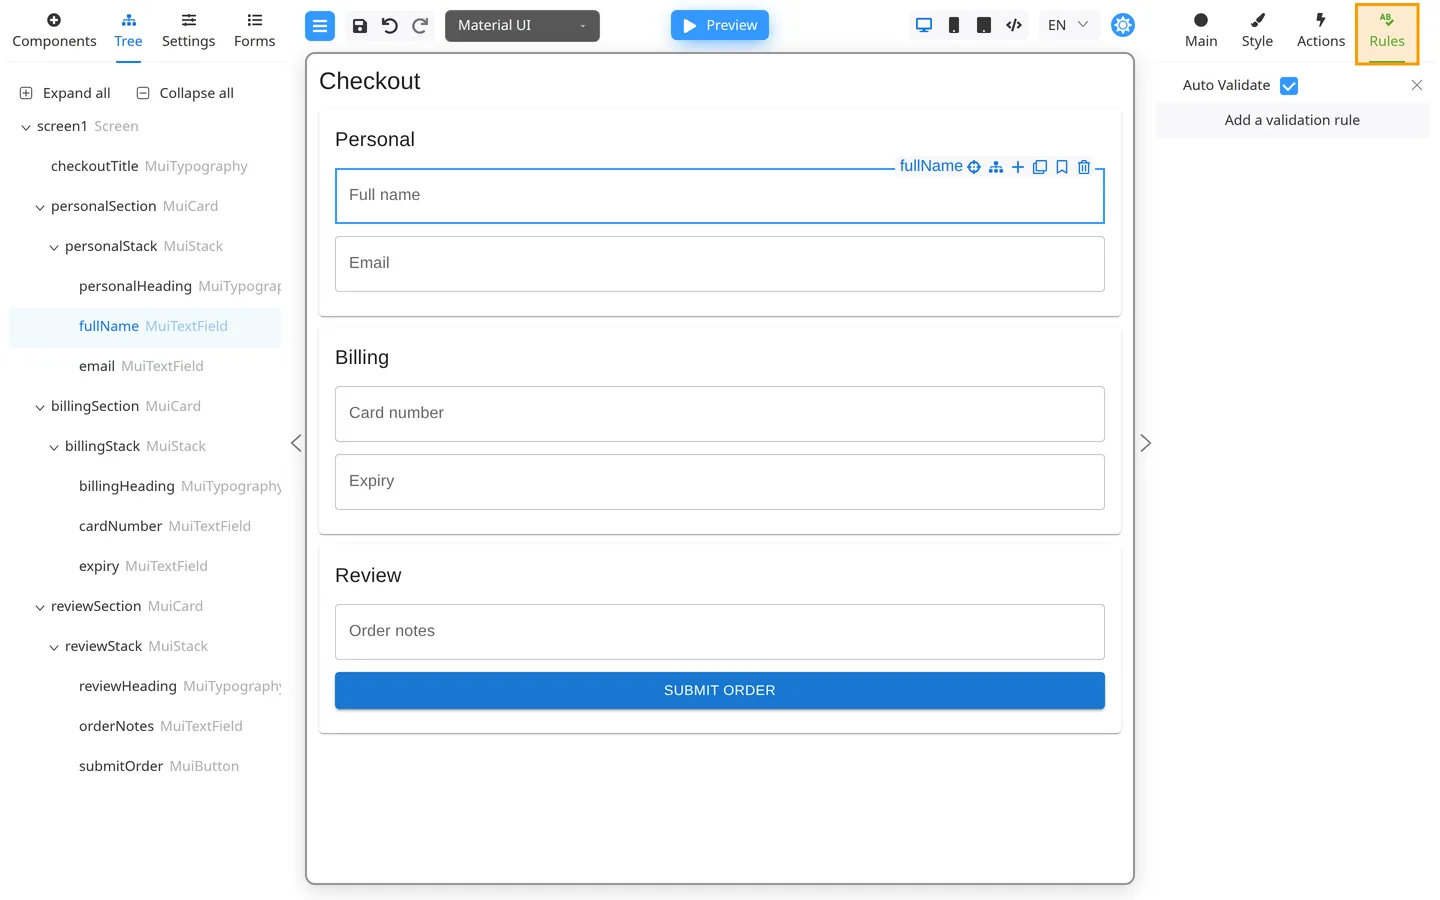 Components
Tree
Settings
Forms
Material UI
Preview
EN
Main
Style
Actions
AB
Rules
Expand all
Collapse all
screen1 Screen
checkoutTitle MuiTypography
personalSection MuiCard
personalStack MuiStack
personalHeading MuiTypograp
fullName MuiTextField
email MuiTextField
billingSection MuiCard
billingStack MuiStack
billingHeading MuiTypography
cardNumber MuiTextField
expiry MuiTextField
reviewSection MuiCard
reviewStack MuiStack
reviewHeading MuiTypography
orderNotes MuiTextField
submitOrder MuiButton
Checkout
Personal
fullName
Full name
Email
Billing
Card number
Expiry
Review
Order notes
SUBMIT ORDER
Auto Validate
Add a validation rule